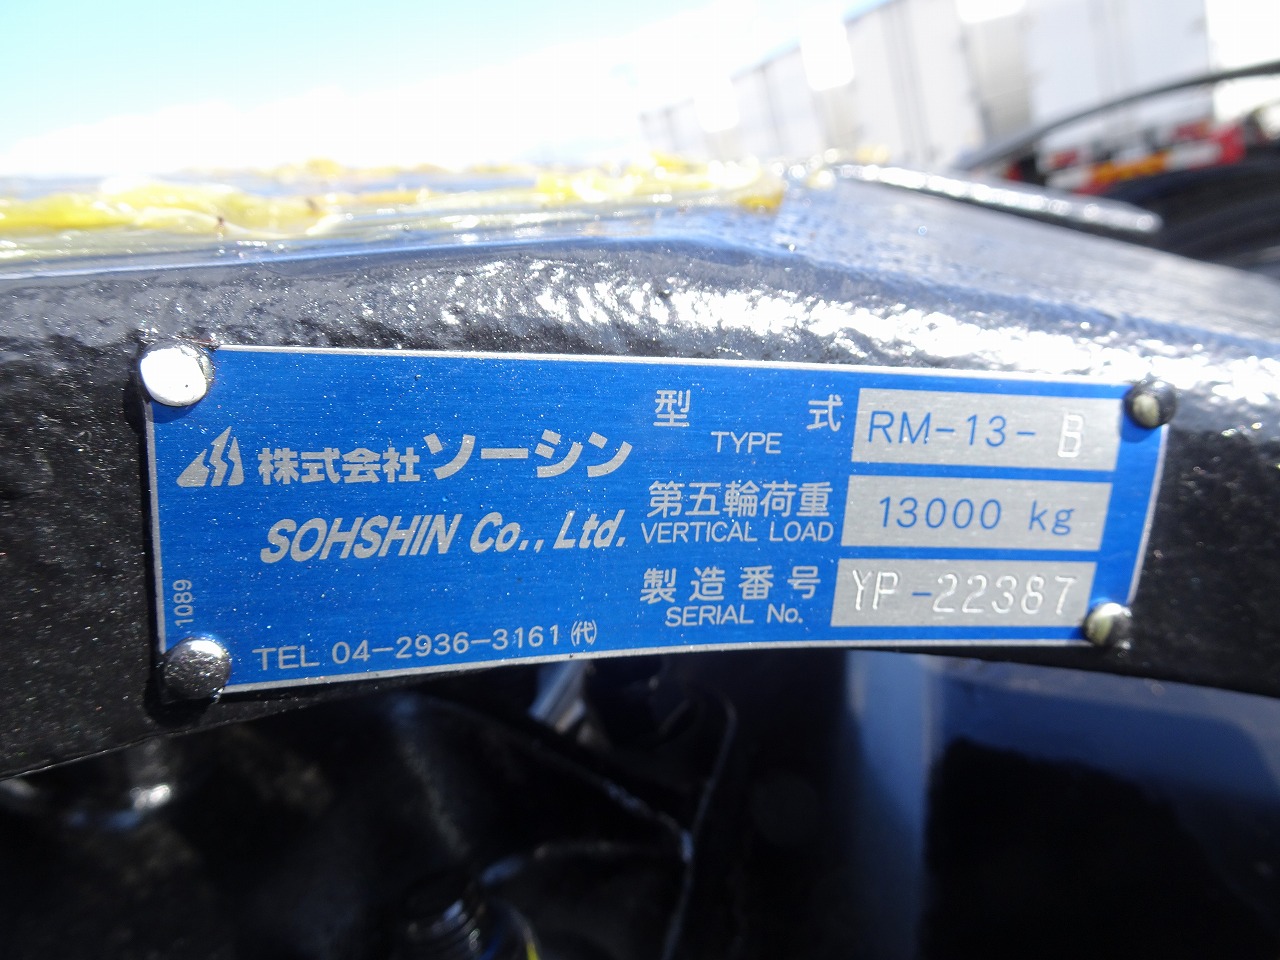 株式会社ソーシン
SOHSHIN Co., Ltd.
1089
TEL 04-2936-3161 ㈹
型 式 RM-13-B
TYPE
第五輪荷重 13000 kg
VERTICAL LOAD
製造番号 YP-22387
SERIAL No.